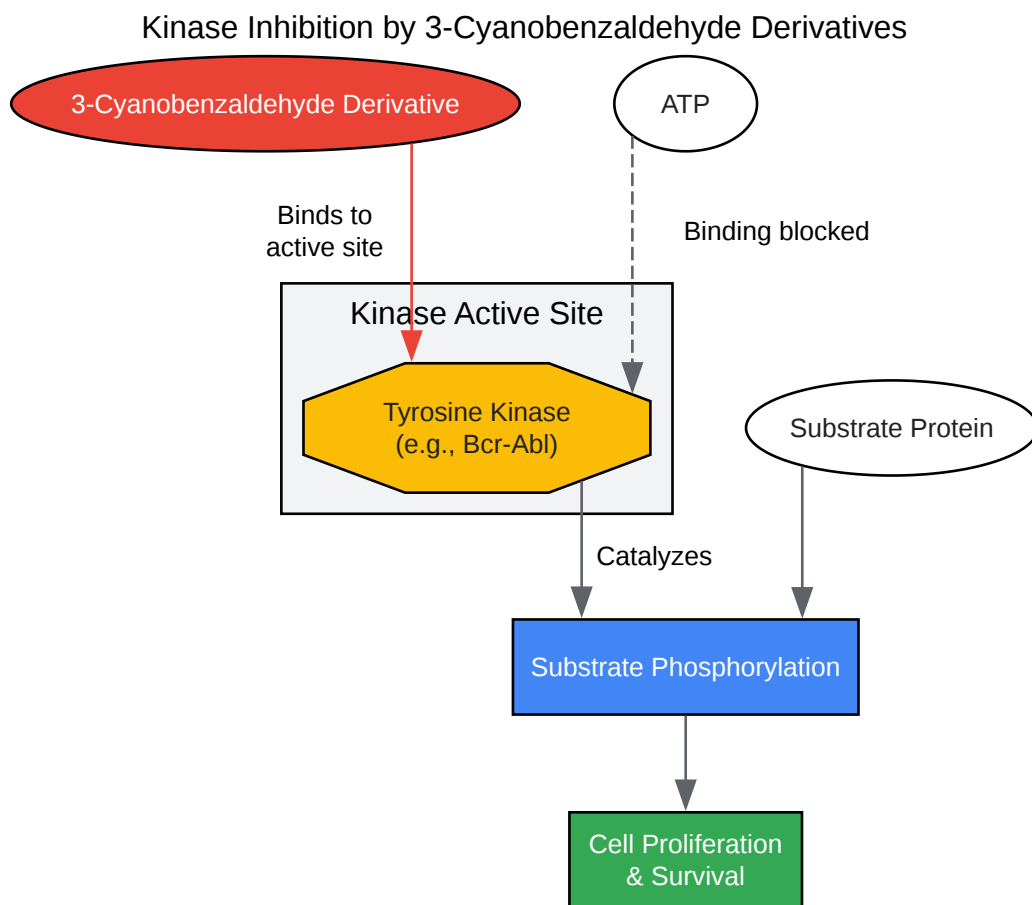 Kinase Inhibition by 3-Cyanobenzaldehyde Derivatives
3-Cyanobenzaldehyde Derivative
ATP
Binds to
active site
Binding blocked
Kinase Active Site
Tyrosine Kinase
(e.g., Bcr-Abl)
Substrate Protein
Catalyzes
Substrate Phosphorylation
Cell Proliferation
& Survival